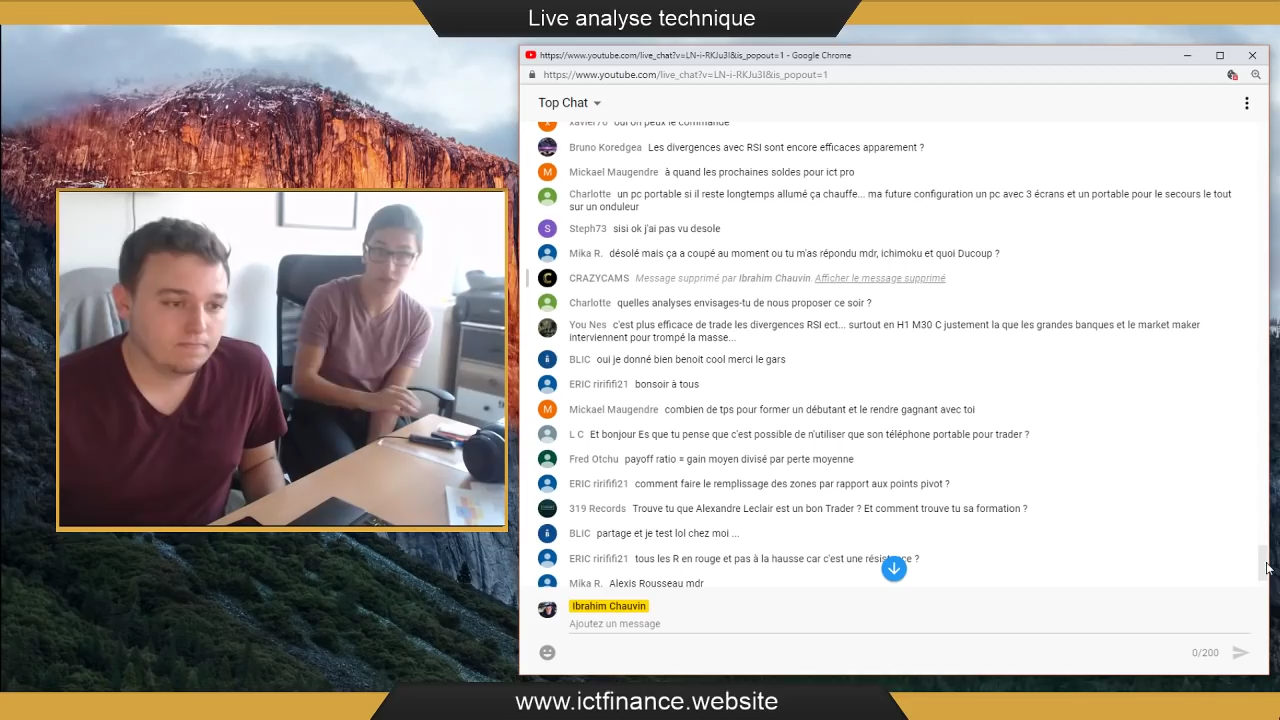 Live analyse technique
https://www.youtube.com/live_chat?v=LN-i-RKJu3I&is_popout=1 - Google Chrome
https://www.youtube.com/live_chat?v=LN-i-RKJu3I&is_popout=1
Top Chat
xavier70 oui on peux le commande
Bruno Koredgea Les divergences avec RSI sont encore efficaces apparement ?
M Mickael Maugendre à quand les prochaines soldes pour ict pro
Charlotte un pc portable si il reste longtemps allumé ça chauffe... ma future configuration un pc avec 3 écrans et un portable pour le secours le tout
sur un onduleur
S Steph73 sisi ok j'ai pas vu desole
Mika R. désolé mais ça a coupé au moment ou tu m'as répondu mdr, ichimoku et quoi Ducoup ?
C CRAZYCAMS Message supprimé par Ibrahim Chauvin. Afficher le message supprimé
Charlotte quelles analyses envisages-tu de nous proposer ce soir ?
You Nes c'est plus efficace de trade les divergences RSI ect... surtout en H1 M30 C justement la que les grandes banques et le market maker
interviennent pour trompé la masse...
BLIC oui je donné bien benoit cool merci le gars
ERIC rirififi21 bonsoir à tous
M Mickael Maugendre combien de tps pour former un débutant et le rendre gagnant avec toi
L C Et bonjour Es que tu pense que c'est possible de n'utiliser que son téléphone portable pour trader ?
Fred Otchu payoff ratio = gain moyen divisé par perte moyenne
ERIC rirififi21 comment faire le remplissage des zones par rapport aux points pivot ?
319 Records Trouve tu que Alexandre Leclair est un bon Trader ? Et comment trouve tu sa formation ?
BLIC partage et je test lol chez moi ...
ERIC rirififi21 tous les R en rouge et pas à la hausse car c'est une résistance ?
Mika R. Alexis Rousseau mdr
Ibrahim Chauvin
Ajoutez un message
0/200
www.ictfinance.website